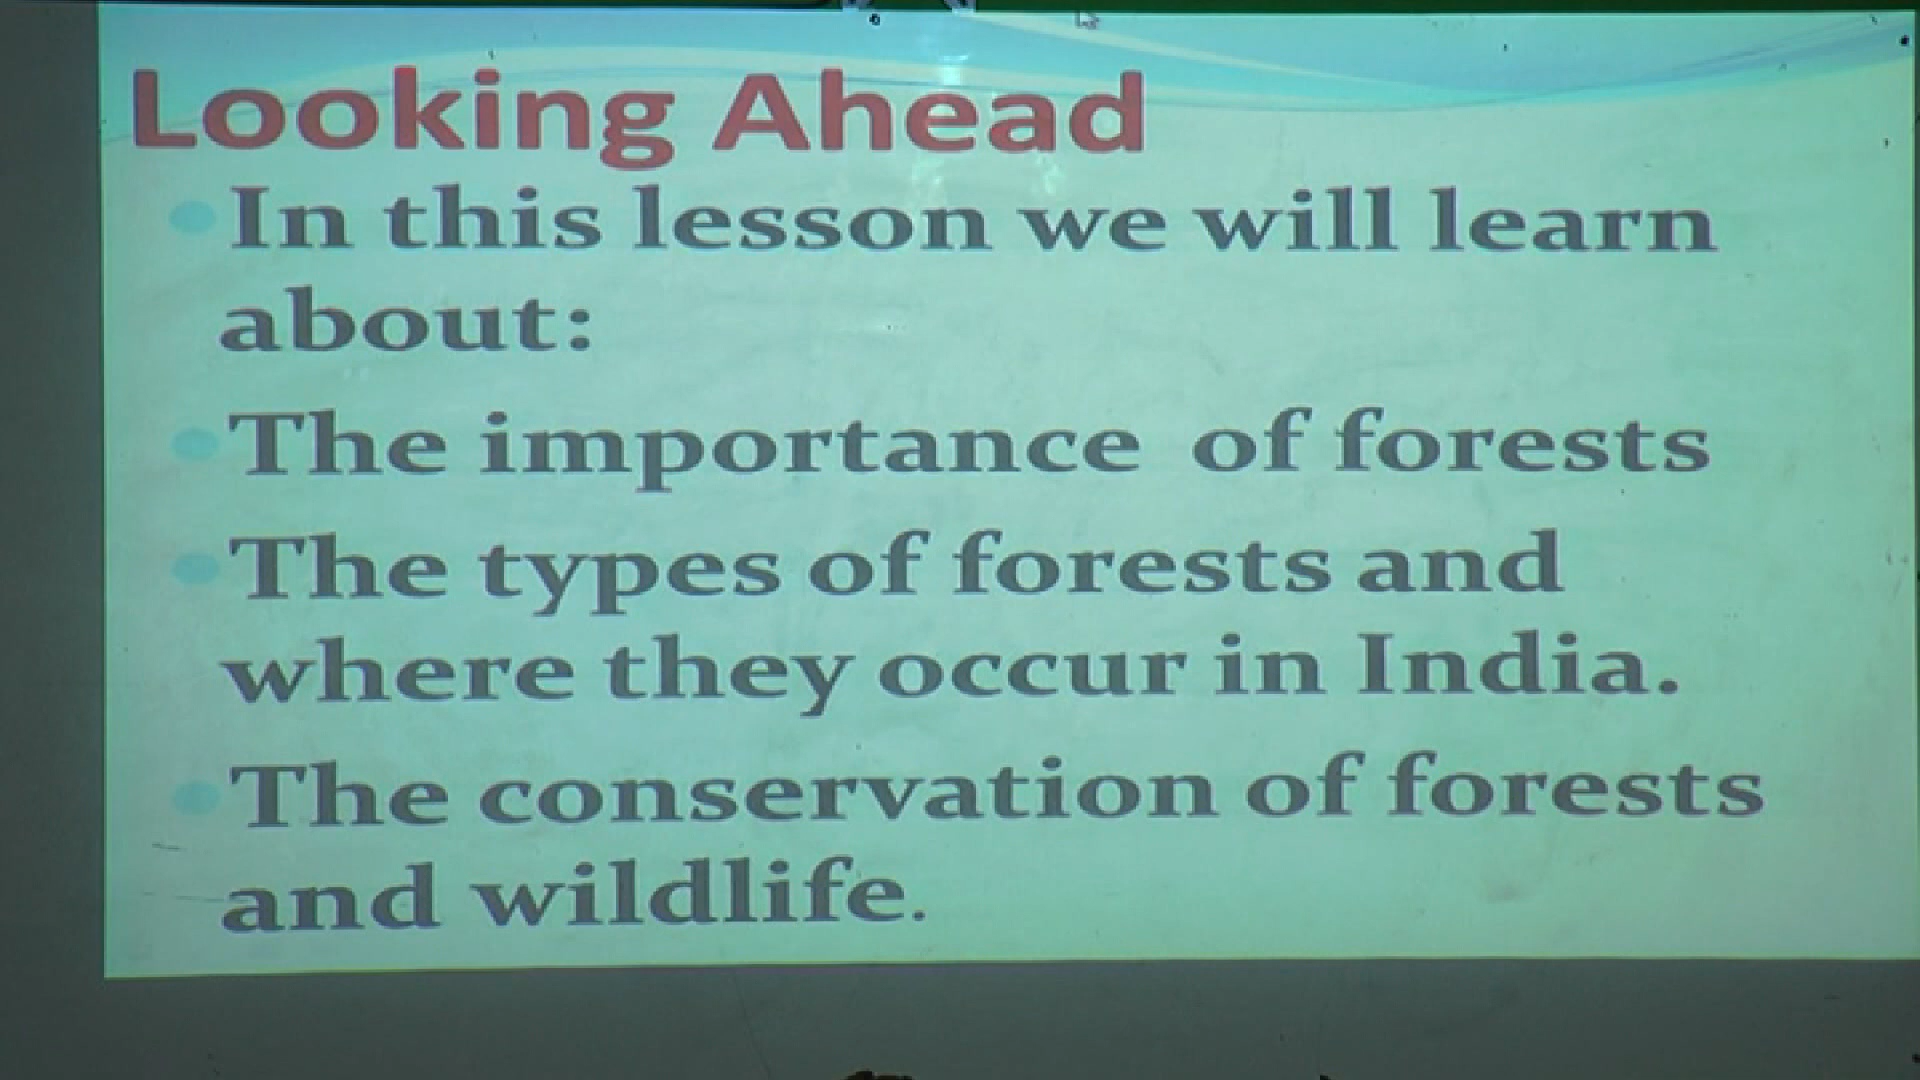 Looking Ahead
In this lesson we will learn
about:
The importance of forests
The types of forests and
where they occur in India.
The conservation of forests
and wildlife.